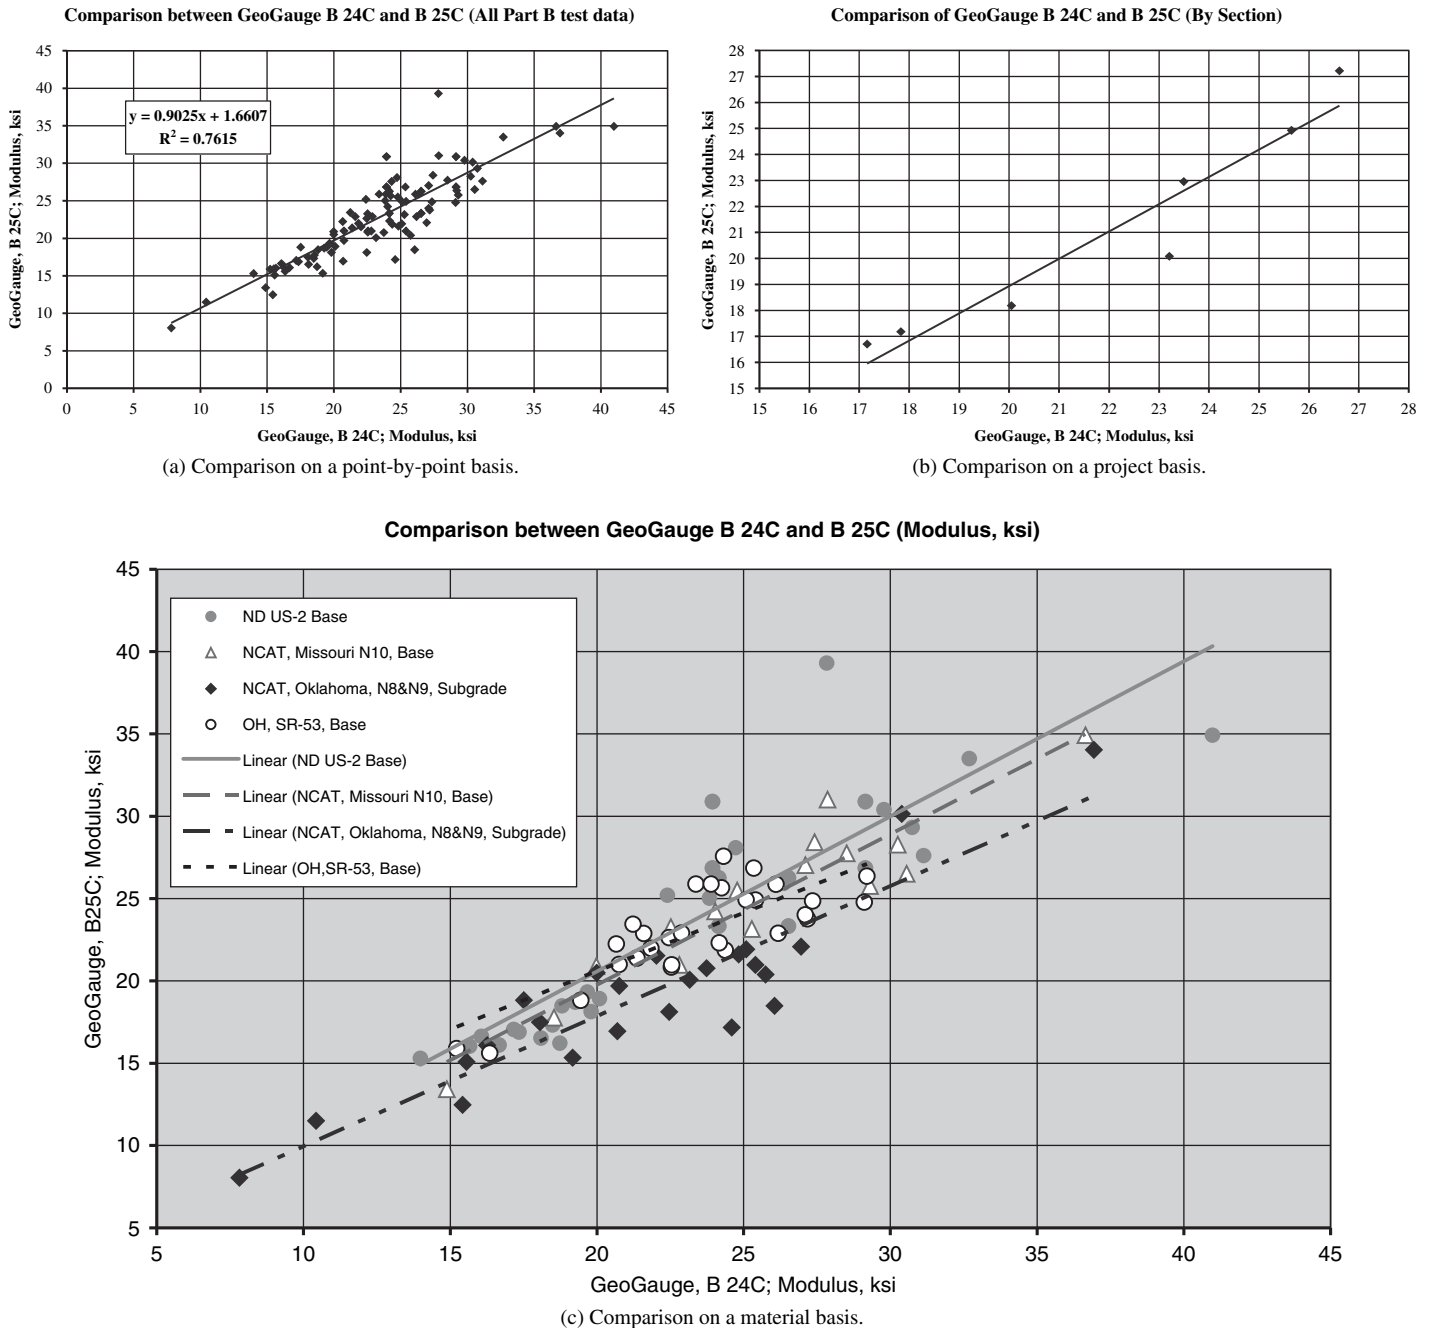 Comparison between GeoGauge B 24C and B 25C (All Part B test data)
45
40
35
30
25
20
15
10
5
0
y = 0.9025x + 1.6607
R² = 0.7615
GeoGauge, B 25C; Modulus, ksi
0 5 10 15 20 25 30 35 40 45
GeoGauge, B 24C; Modulus, ksi
(a) Comparison on a point-by-point basis.
Comparison of GeoGauge B 24C and B 25C (By Section)
28
27
26
25
24
23
22
21
20
19
18
17
16
15
GeoGauge, B 25C; Modulus, ksi
15 16 17 18 19 20 21 22 23 24 25 26 27 28
GeoGauge, B 24C; Modulus, ksi
(b) Comparison on a project basis.
Comparison between GeoGauge B 24C and B 25C (Modulus, ksi)
45
40
35
30
25
20
15
10
5
GeoGauge, B25C; Modulus, ksi
ND US-2 Base
NCAT, Missouri N10, Base
NCAT, Oklahoma, N8&N9, Subgrade
OH, SR-53, Base
Linear (ND US-2 Base)
Linear (NCAT, Missouri N10, Base)
Linear (NCAT, Oklahoma, N8&N9, Subgrade)
Linear (OH,SR-53, Base)
5 10 15 20 25 30 35 40 45
GeoGauge, B 24C; Modulus, ksi
(c) Comparison on a material basis.